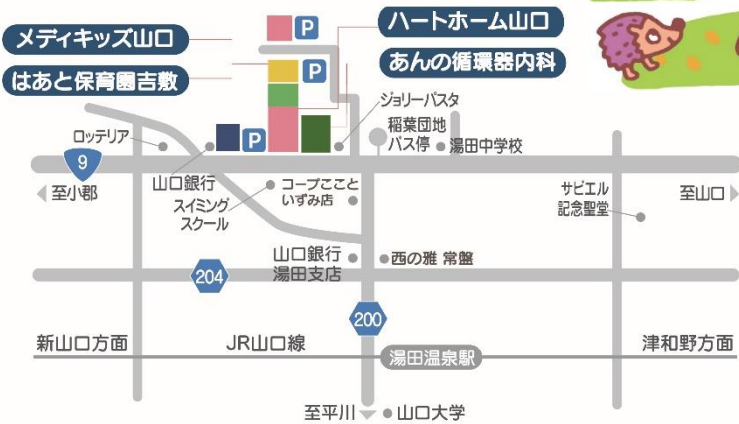 メディキッズ山口
P
ハートホーム山口
はあと保育園吉敷
P
あんの循環器内科
ジョリーパスタ
ロッテリア
P
稲葉団地
バス停
湯田中学校
9
至小郡
山口銀行
スイミング
スクール
コープここと
いずみ店
サビエル
記念聖堂
至山口
山口銀行
湯田支店
西の雅 常盤
204
200
新山口方面
JR山口線
湯田温泉駅
津和野方面
至平川
山口大学